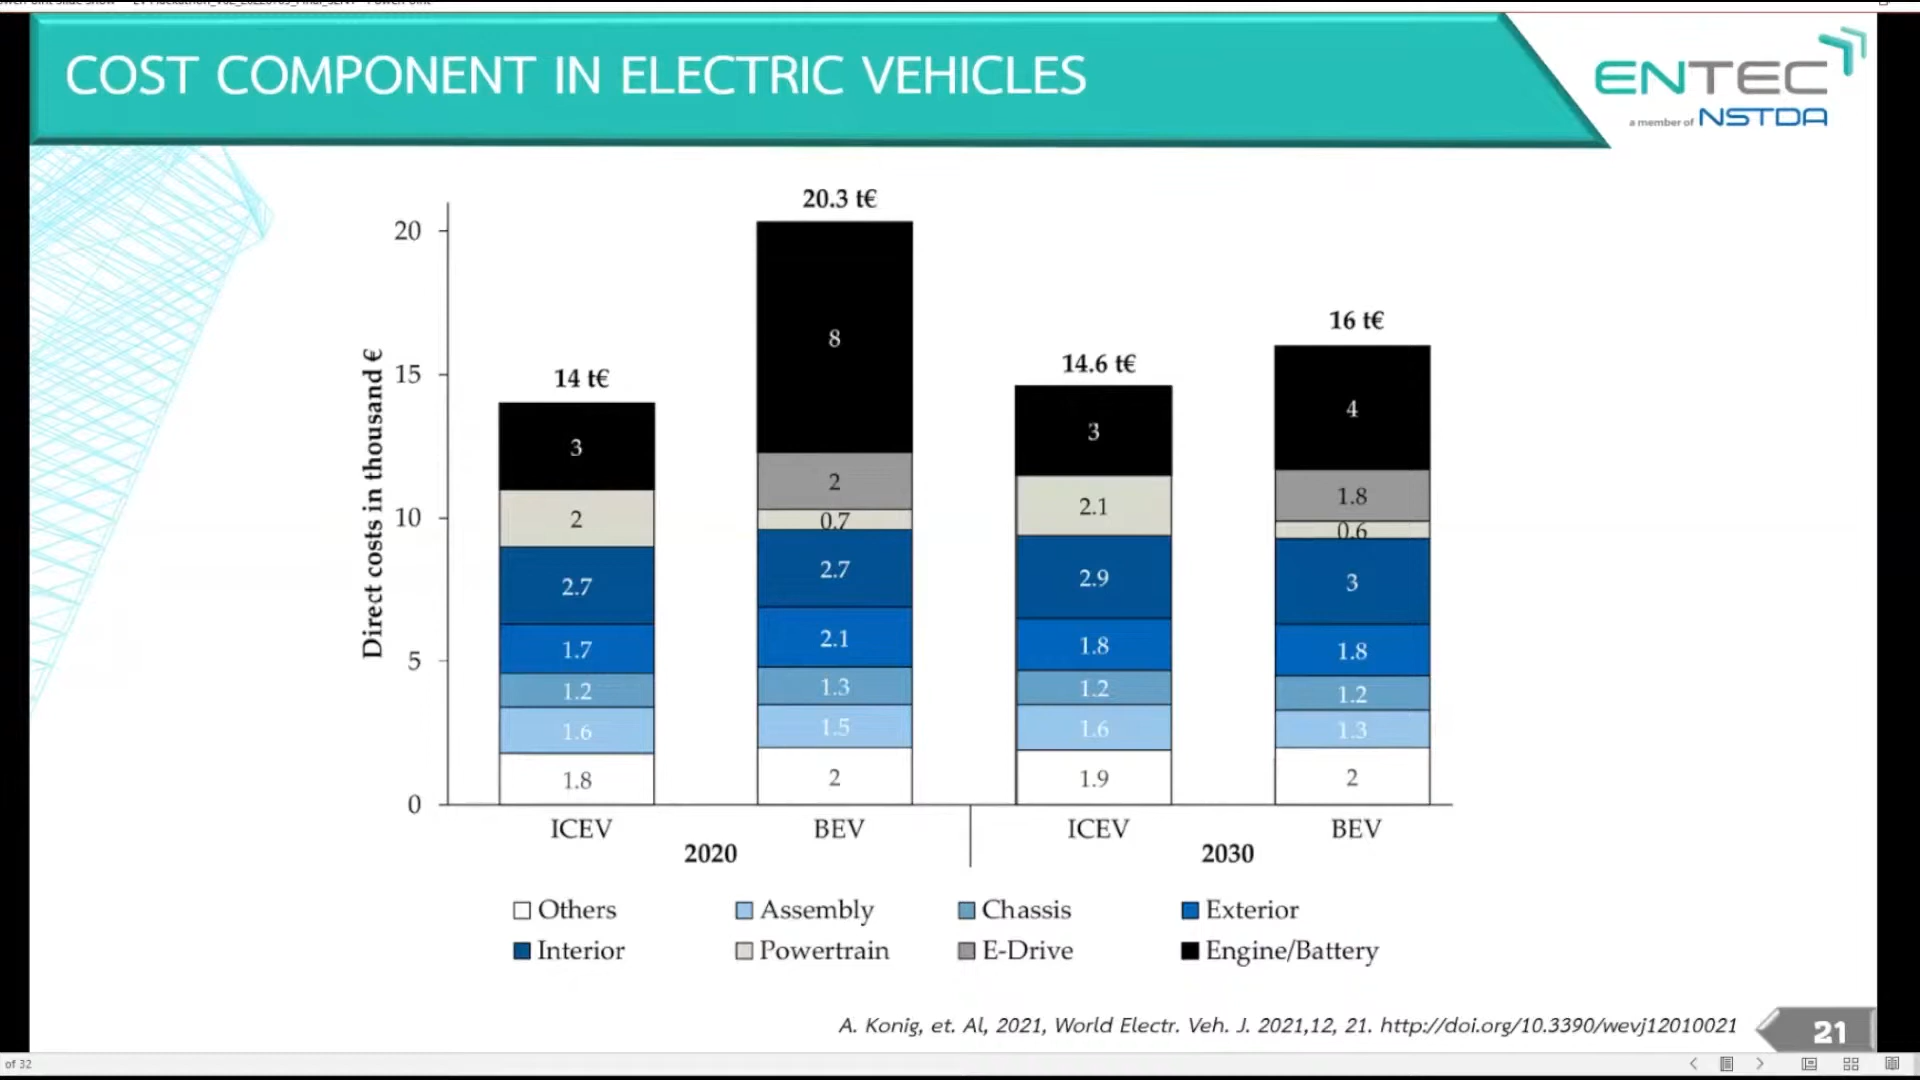 COST COMPONENT IN ELECTRIC VEHICLES
ENTEC
a member of NSTDA
20.3 t€
20
8
16 t€
14.6 t€
14 t€
15
Direct costs in thousand €
3
2
0.7
2
10
2.7
2.7
1.7
2.1
5
1.2
1.3
1.6
1.5
1.8
2
0
3
2.1
2.9
1.8
1.2
1.6
1.9
4
1.8
0.6
3
1.8
1.2
1.3
2
ICEV BEV ICEV BEV
2020 2030
Others Assembly Chassis Exterior
Interior Powertrain E-Drive Engine/Battery
A. Konig, et. Al, 2021, World Electr. Veh. J. 2021,12, 21. http://doi.org/10.3390/wevj12010021
21
of 32